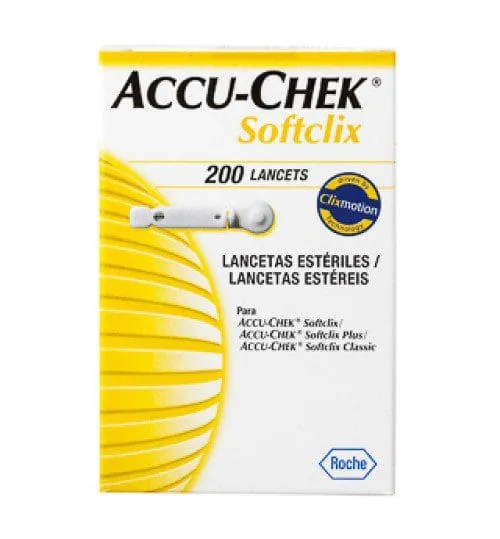 ACCU-CHEK®
Softclix
200 LANCETS
driven by
Clixmotion
Technology
LANCETAS ESTÉRILES /
LANCETAS ESTÉREIS
Para
ACCU-CHEK® Softclix/
ACCU-CHEK® Softclix Plus/
ACCU-CHEK® Softclix Classic
Roche